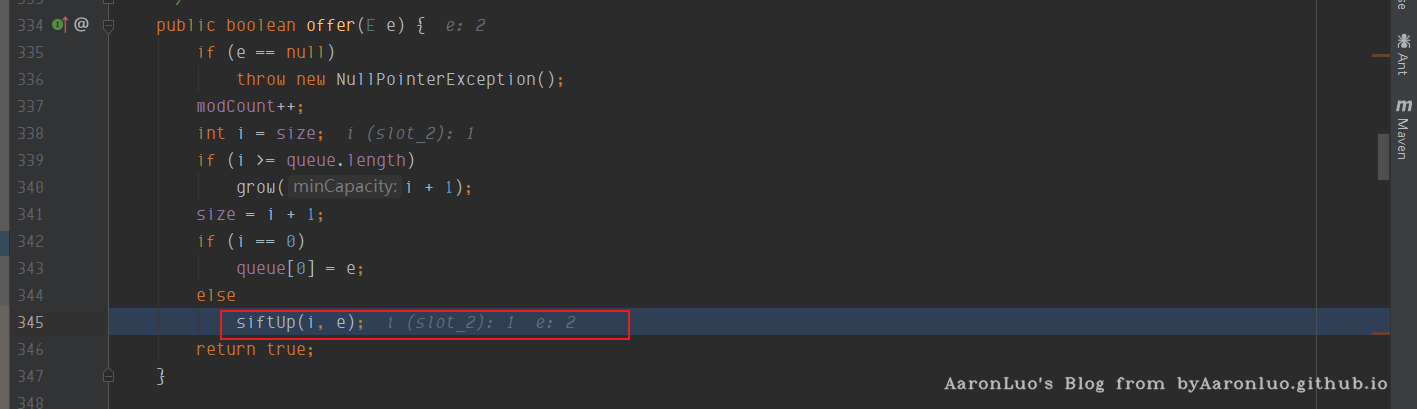 334 @ public boolean offer(E e) { e: 2
335 if (e == null)
336 throw new NullPointerException();
337 modCount++;
338 int i = size; i (slot_2): 1
339 if (i >= queue.length)
340 grow( minCapacity: i + 1);
341 size = i + 1;
342 if (i == 0)
343 queue[0] = e;
344 else
345 siftUp(i, e); i (slot_2): 1 e: 2
346 return true;
347 }
348
Ant
m Maven
AaronLuo's Blog from byAaronluo.github.io